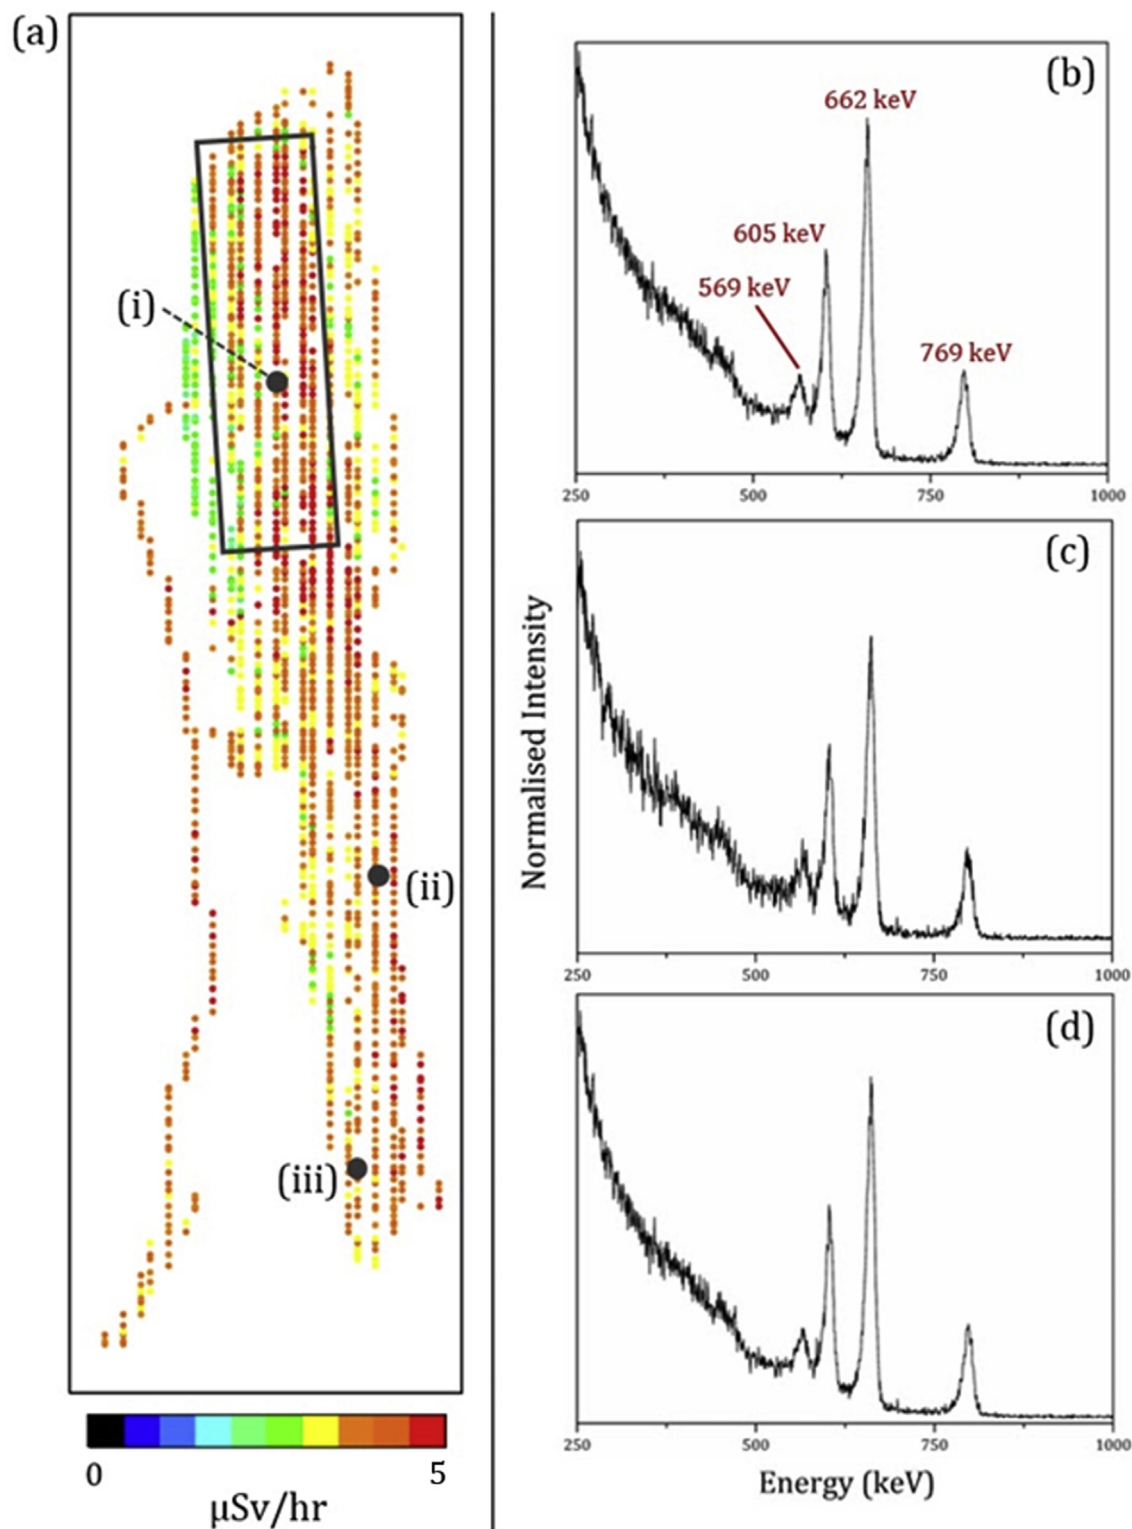 (a)
(i)
(ii)
(iii)
0
5
μSv/hr
(b)
662 keV
605 keV
569 keV
769 keV
250
500
750
1000
(c)
250
500
750
1000
(d)
250
500
750
1000
Normalised Intensity
Energy (keV)